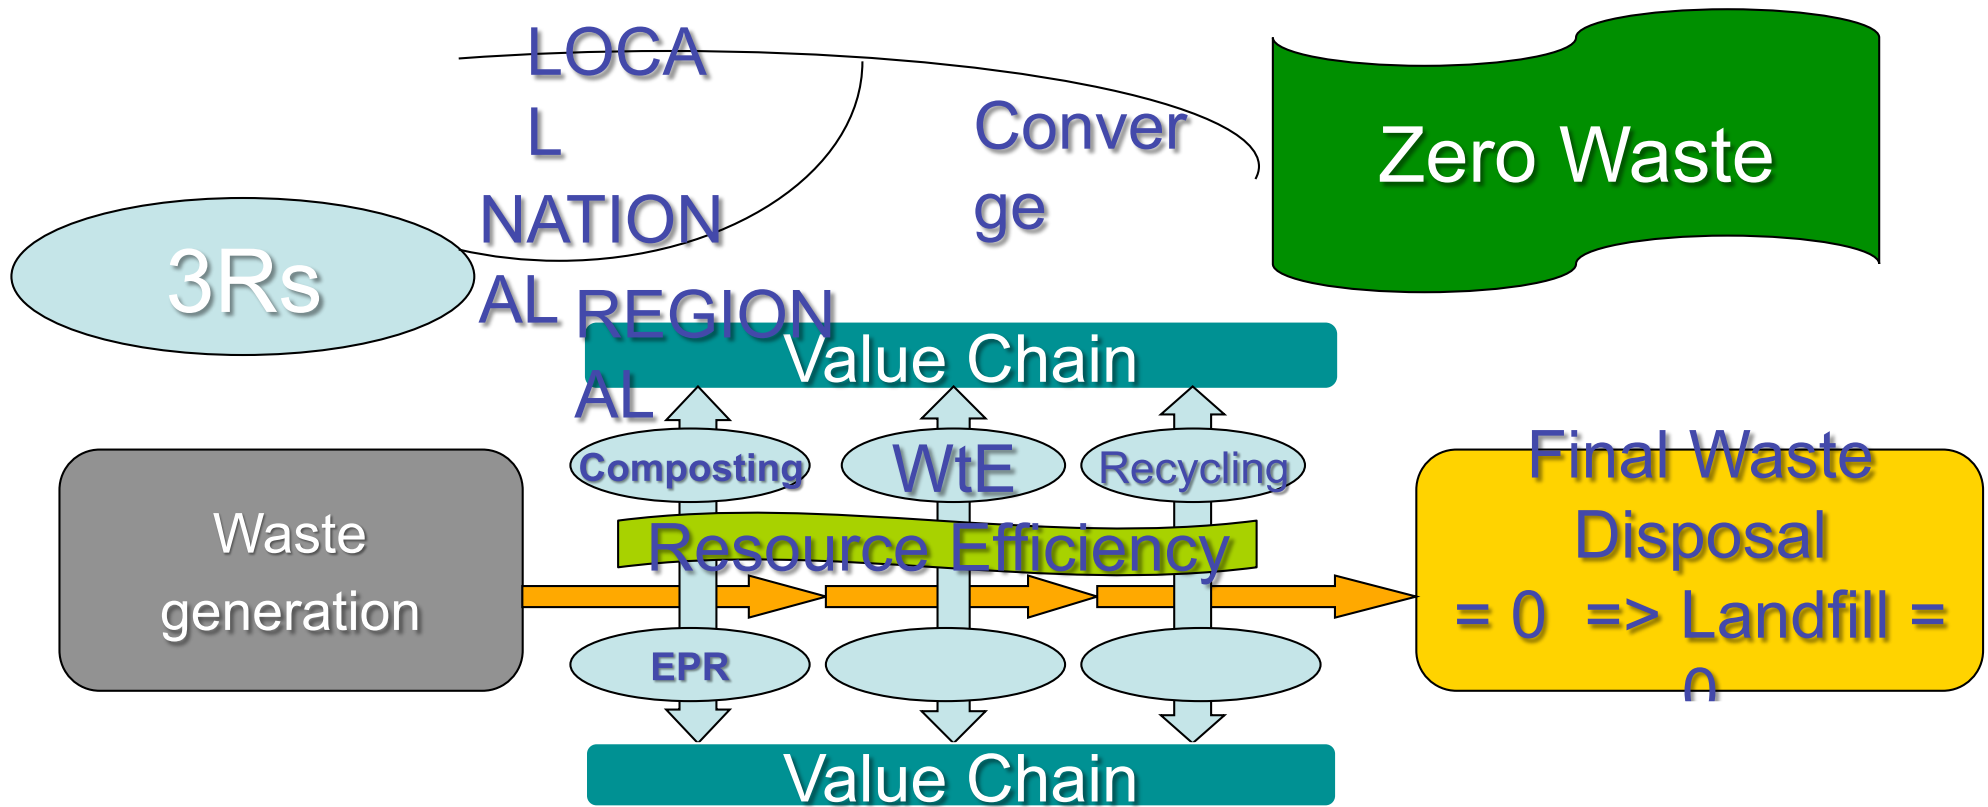 LOCA
L
Conver
ge
Zero Waste
NATION
AL
3Rs
REGION
AL
Value Chain
Composting
WtE
Recycling
Final Waste
Disposal
= 0 => Landfill =
0
Waste
generation
Resource Efficiency
EPR
Value Chain